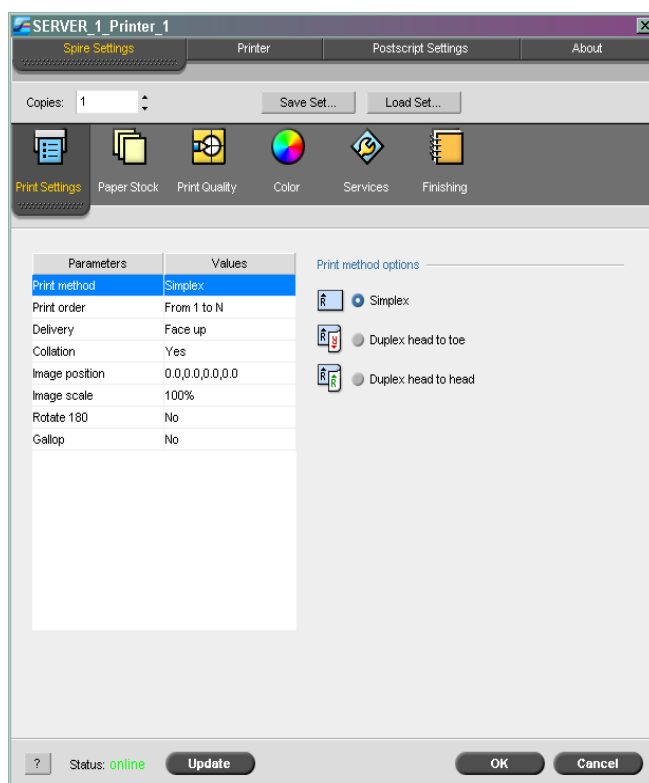 SERVER_1_Printer_1
Spire Settings Printer Postscript Settings About
Copies: 1 Save Set... Load Set...
Print Settings Paper Stock Print Quality Color Services Finishing
Parameters Values Print method options
Print method Simplex
R Simplex
Print order From 1 to N
Delivery Face up
R R Duplex head to toe
Collation Yes
Image position 0.0,0.0,0.0,0.0
R R Duplex head to head
Image scale 100%
Rotate 180 No
Gallop No
? Status: online Update OK Cancel